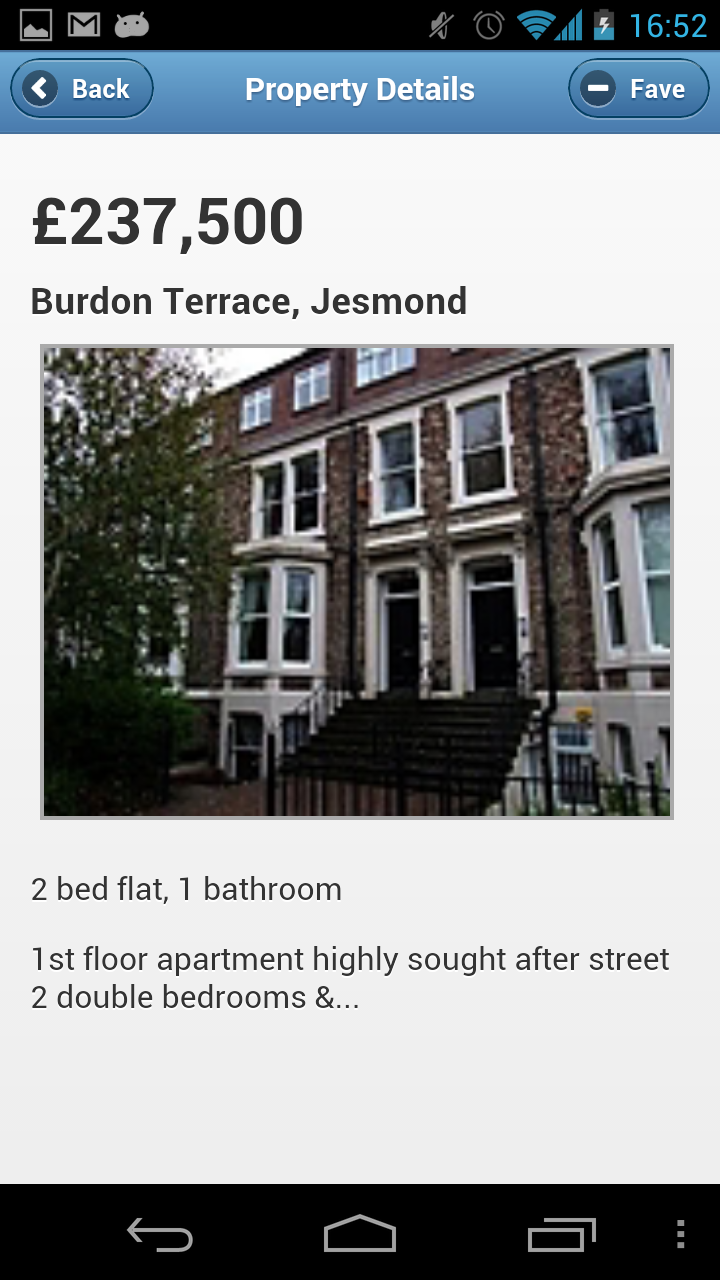 16:52
Back
Property Details
Fave
£237,500
Burdon Terrace, Jesmond
2 bed flat, 1 bathroom
1st floor apartment highly sought after street
2 double bedrooms &...